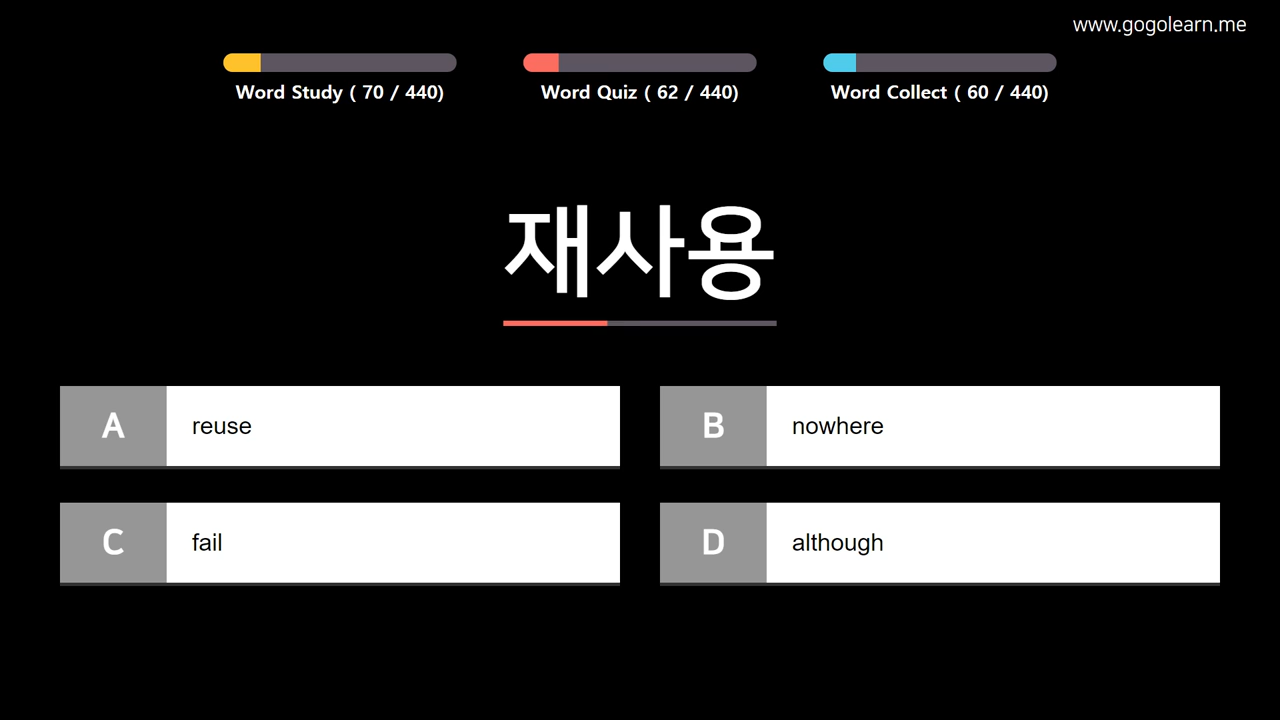 www.gogolearn.me
Word Study ( 70 / 440)
Word Quiz ( 62 / 440)
Word Collect ( 60 / 440)
재사용
A reuse
B nowhere
C fail
D although